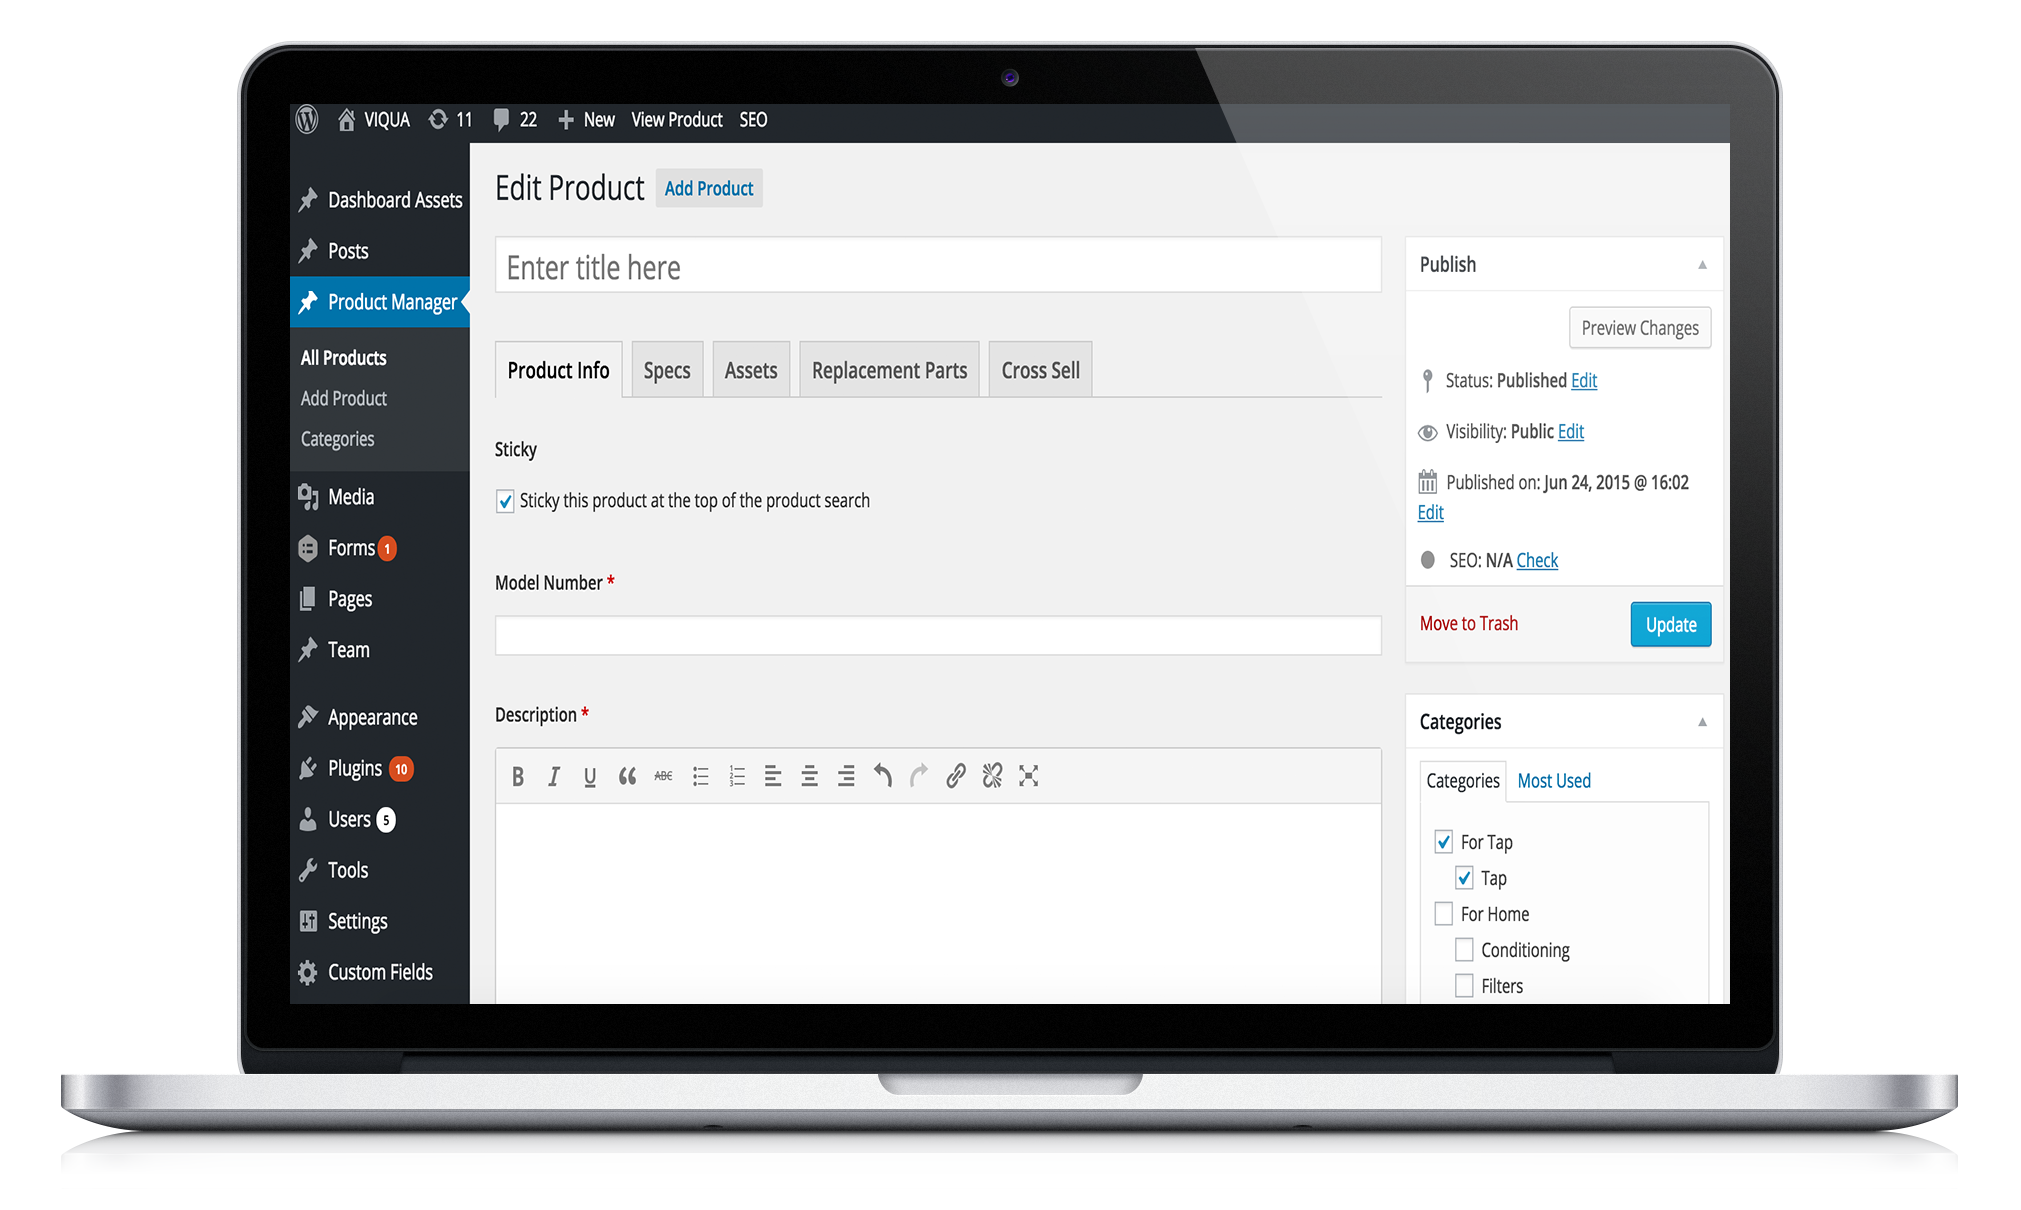 VIQUA 11 22 New View Product SEO
Dashboard Assets
Posts
Product Manager
All Products
Add Product
Categories
Media
Forms 1
Pages
Team
Appearance
Plugins 10
Users 5
Tools
Settings
Custom Fields
Edit Product Add Product
Enter title here
Product Info Specs Assets Replacement Parts Cross Sell
Sticky
Sticky this product at the top of the product search
Model Number *
Description *
B I U “ ABC
Publish
Preview Changes
Status: Published Edit
Visibility: Public Edit
Published on: Jun 24, 2015 @ 16:02
Edit
SEO: N/A Check
Move to Trash Update
Categories
Categories Most Used
For Tap
Tap
For Home
Conditioning
Filters